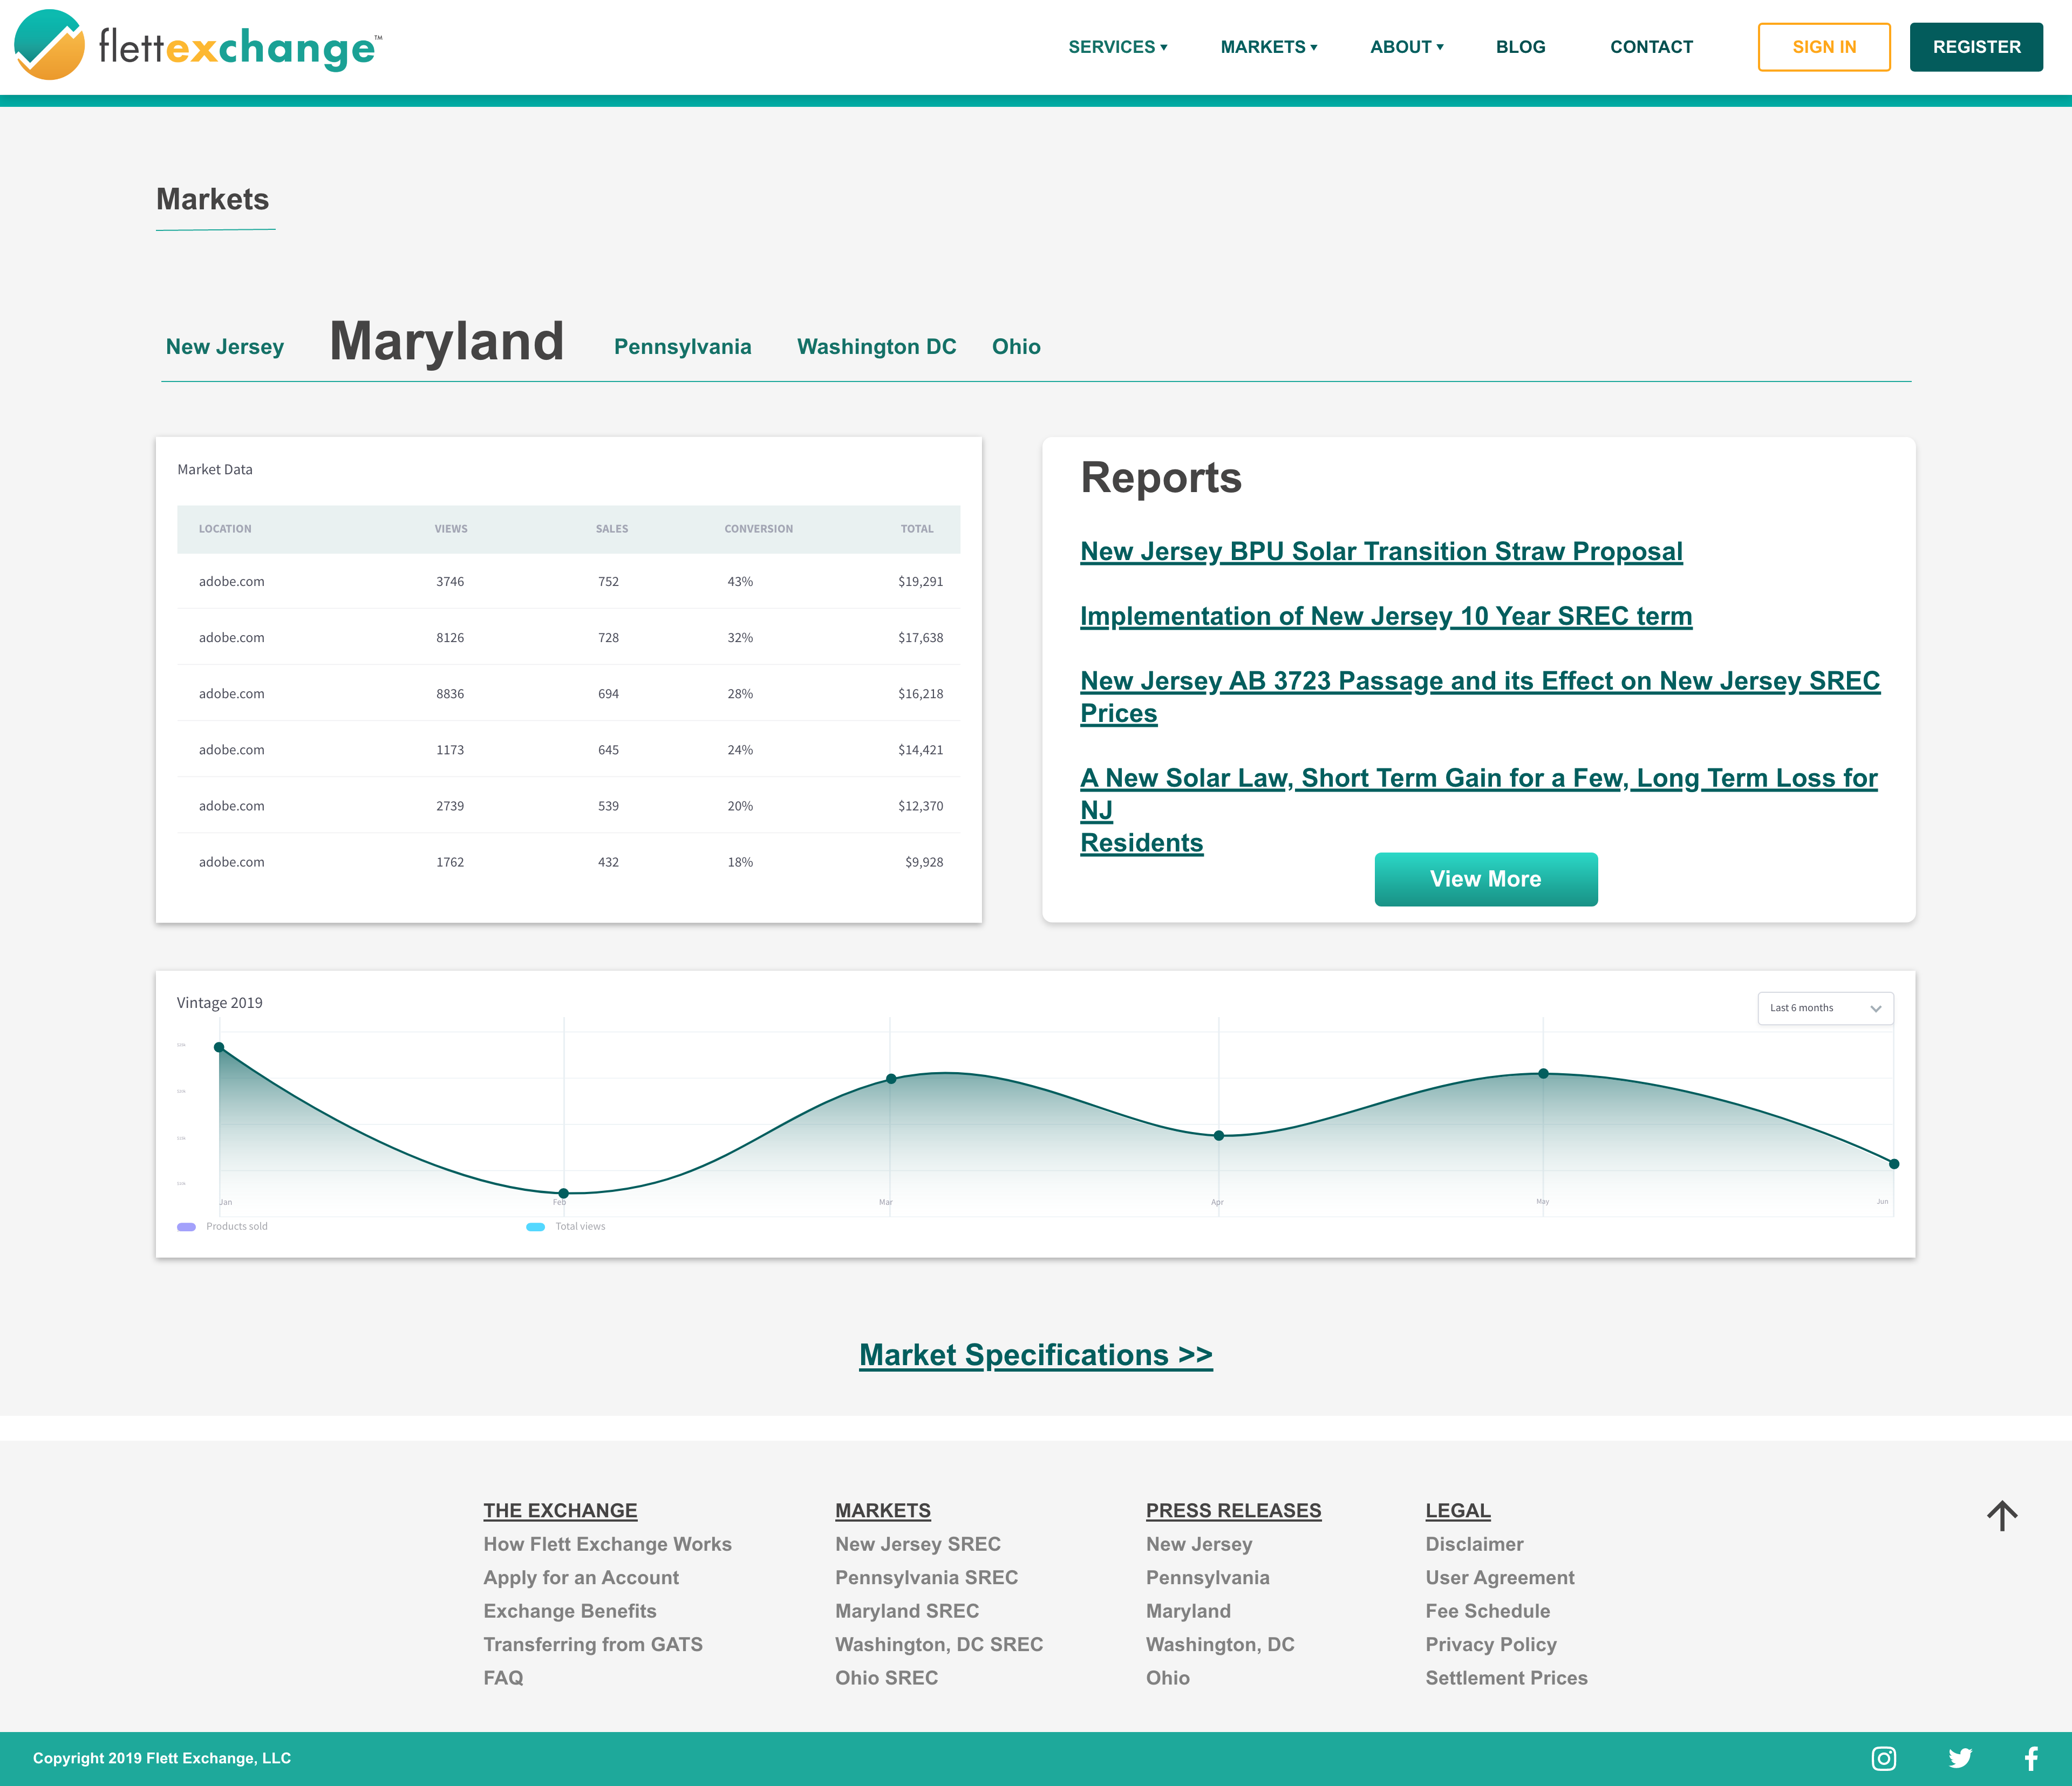 flettexchange™
SERVICES ▾ MARKETS ▾ ABOUT ▾ BLOG CONTACT SIGN IN REGISTER
Markets
New Jersey Maryland Pennsylvania Washington DC Ohio
Market Data
LOCATION VIEWS SALES CONVERSION TOTAL
adobe.com 3746 752 43% $19,291
adobe.com 8126 728 32% $17,638
adobe.com 8836 694 28% $16,218
adobe.com 1173 645 24% $14,421
adobe.com 2739 539 20% $12,370
adobe.com 1762 432 18% $9,928
Reports
New Jersey BPU Solar Transition Straw Proposal
Implementation of New Jersey 10 Year SREC term
New Jersey AB 3723 Passage and its Effect on New Jersey SREC
Prices
A New Solar Law, Short Term Gain for a Few, Long Term Loss for
NJ
Residents
View More
Vintage 2019
Last 6 months
Jan Feb Mar Apr May Jun
Products sold Total views
Market Specifications >>
THE EXCHANGE
How Flett Exchange Works
Apply for an Account
Exchange Benefits
Transferring from GATS
FAQ
MARKETS
New Jersey SREC
Pennsylvania SREC
Maryland SREC
Washington, DC SREC
Ohio SREC
PRESS RELEASES
New Jersey
Pennsylvania
Maryland
Washington, DC
Ohio
LEGAL
Disclaimer
User Agreement
Fee Schedule
Privacy Policy
Settlement Prices
Copyright 2019 Flett Exchange, LLC